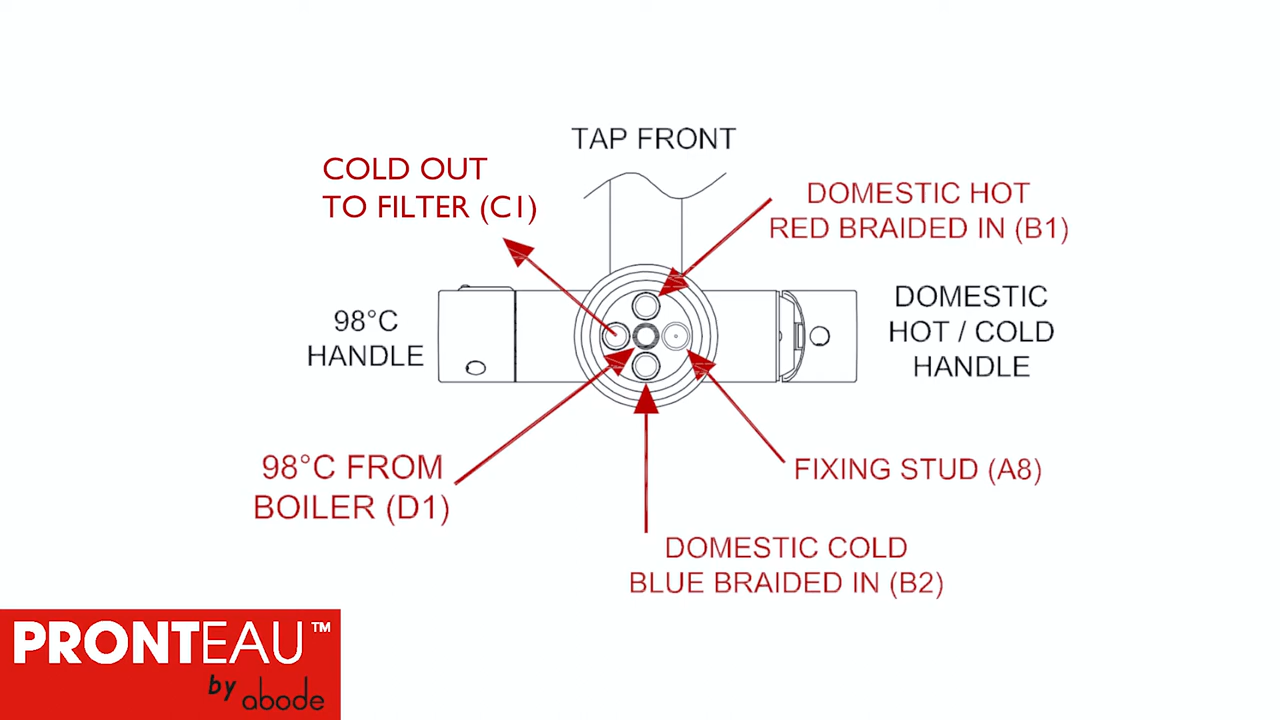 TAP FRONT
COLD OUT
TO FILTER (C1)
DOMESTIC HOT
RED BRAIDED IN (B1)
98°C
HANDLE
DOMESTIC
HOT / COLD
HANDLE
98°C FROM
BOILER (D1)
FIXING STUD (A8)
DOMESTIC COLD
BLUE BRAIDED IN (B2)
PRONTEAU™
by abode